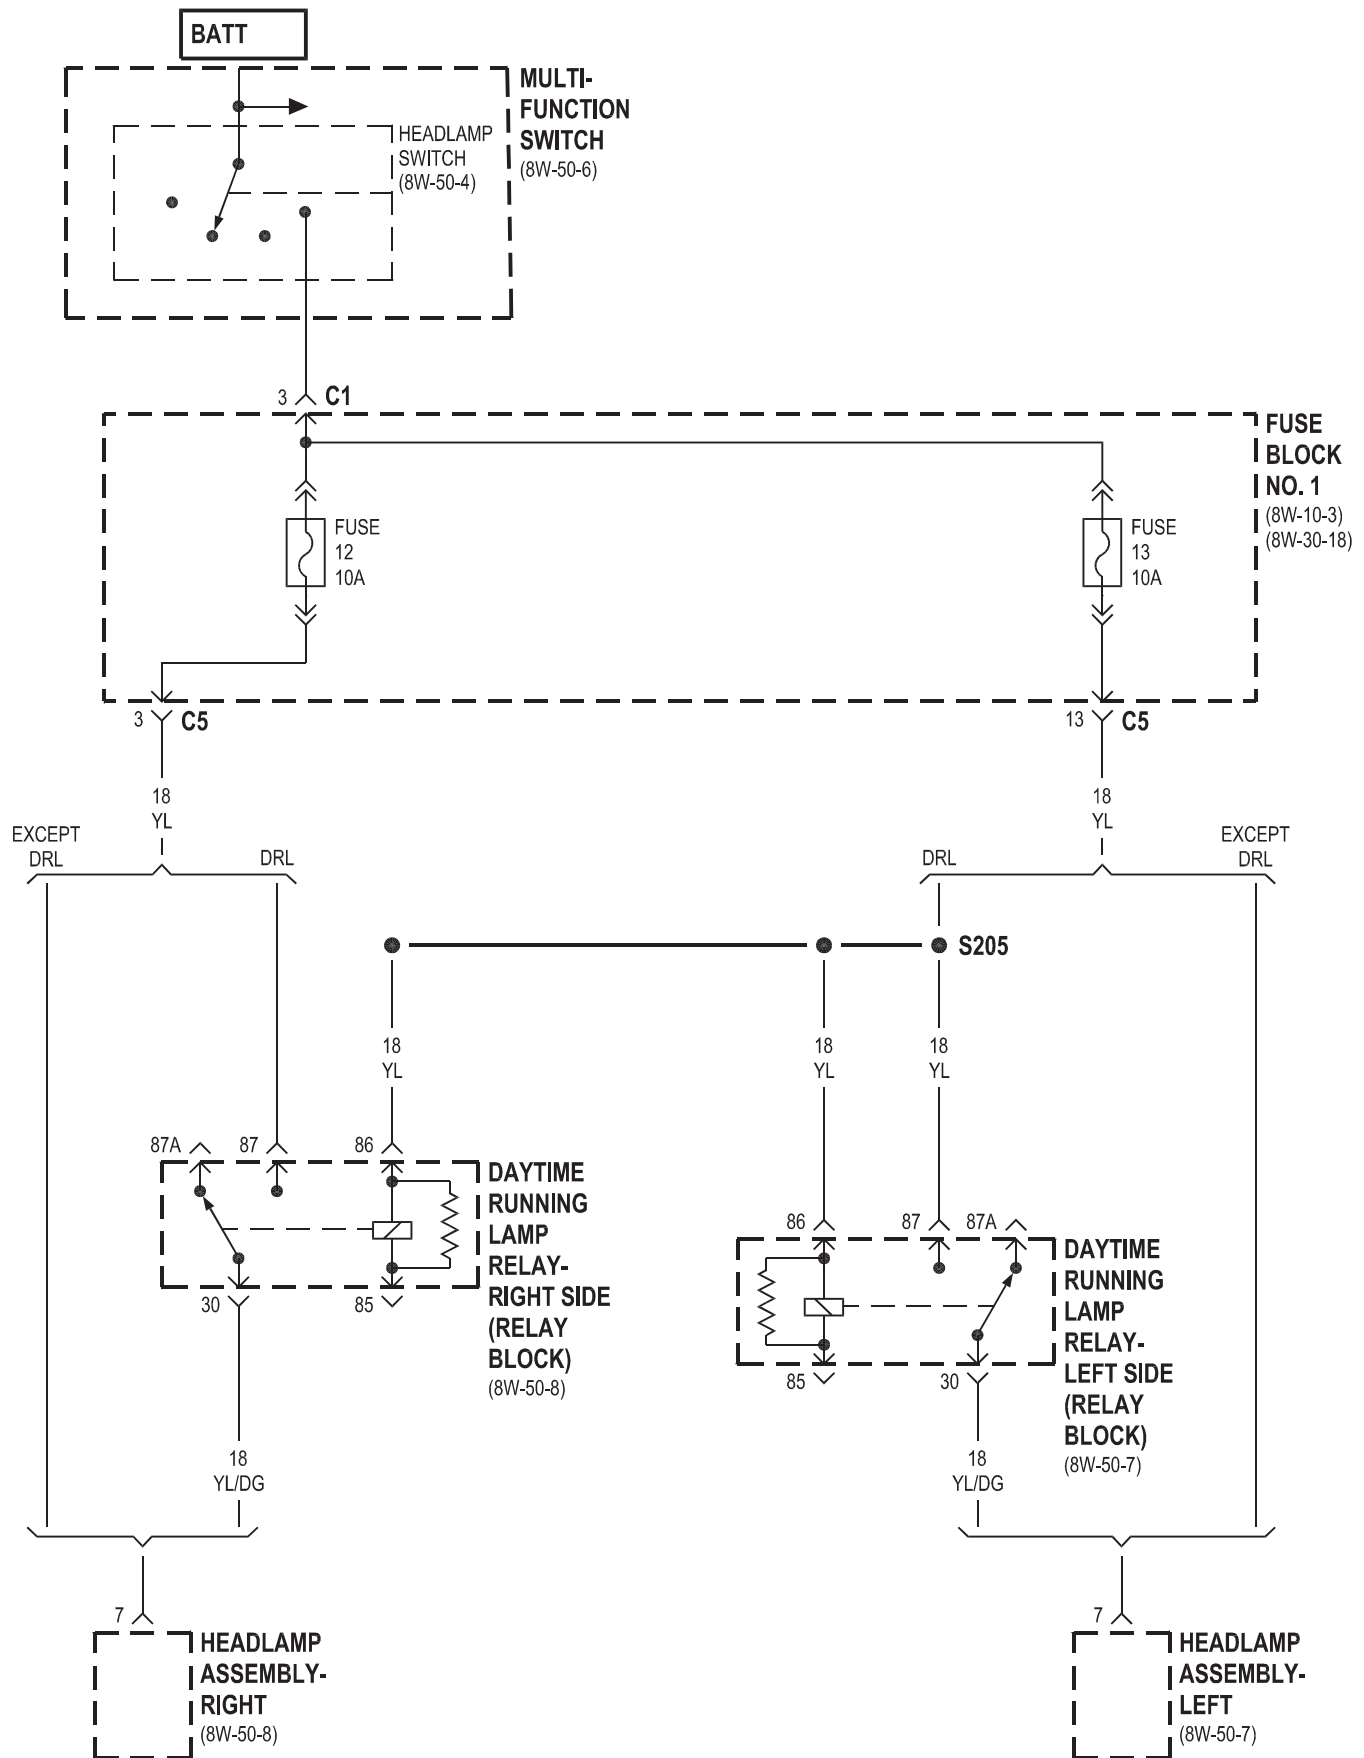 BATT
MULTI-
FUNCTION
SWITCH
(8W-50-6)
HEADLAMP
SWITCH
(8W-50-4)
3
C1
FUSE
BLOCK
NO. 1
(8W-10-3)
(8W-30-18)
FUSE
12
10A
FUSE
13
10A
3
C5
13
C5
18
YL
18
YL
EXCEPT
DRL
DRL
DRL
EXCEPT
DRL
S205
18
YL
18
YL
18
YL
87A
87
86
DAYTIME
RUNNING
LAMP
RELAY-
RIGHT SIDE
(RELAY
BLOCK)
(8W-50-8)
30
85
86
87
87A
DAYTIME
RUNNING
LAMP
RELAY-
LEFT SIDE
(RELAY
BLOCK)
(8W-50-7)
85
30
18
YL/DG
18
YL/DG
7
HEADLAMP
ASSEMBLY-
RIGHT
(8W-50-8)
7
HEADLAMP
ASSEMBLY-
LEFT
(8W-50-7)